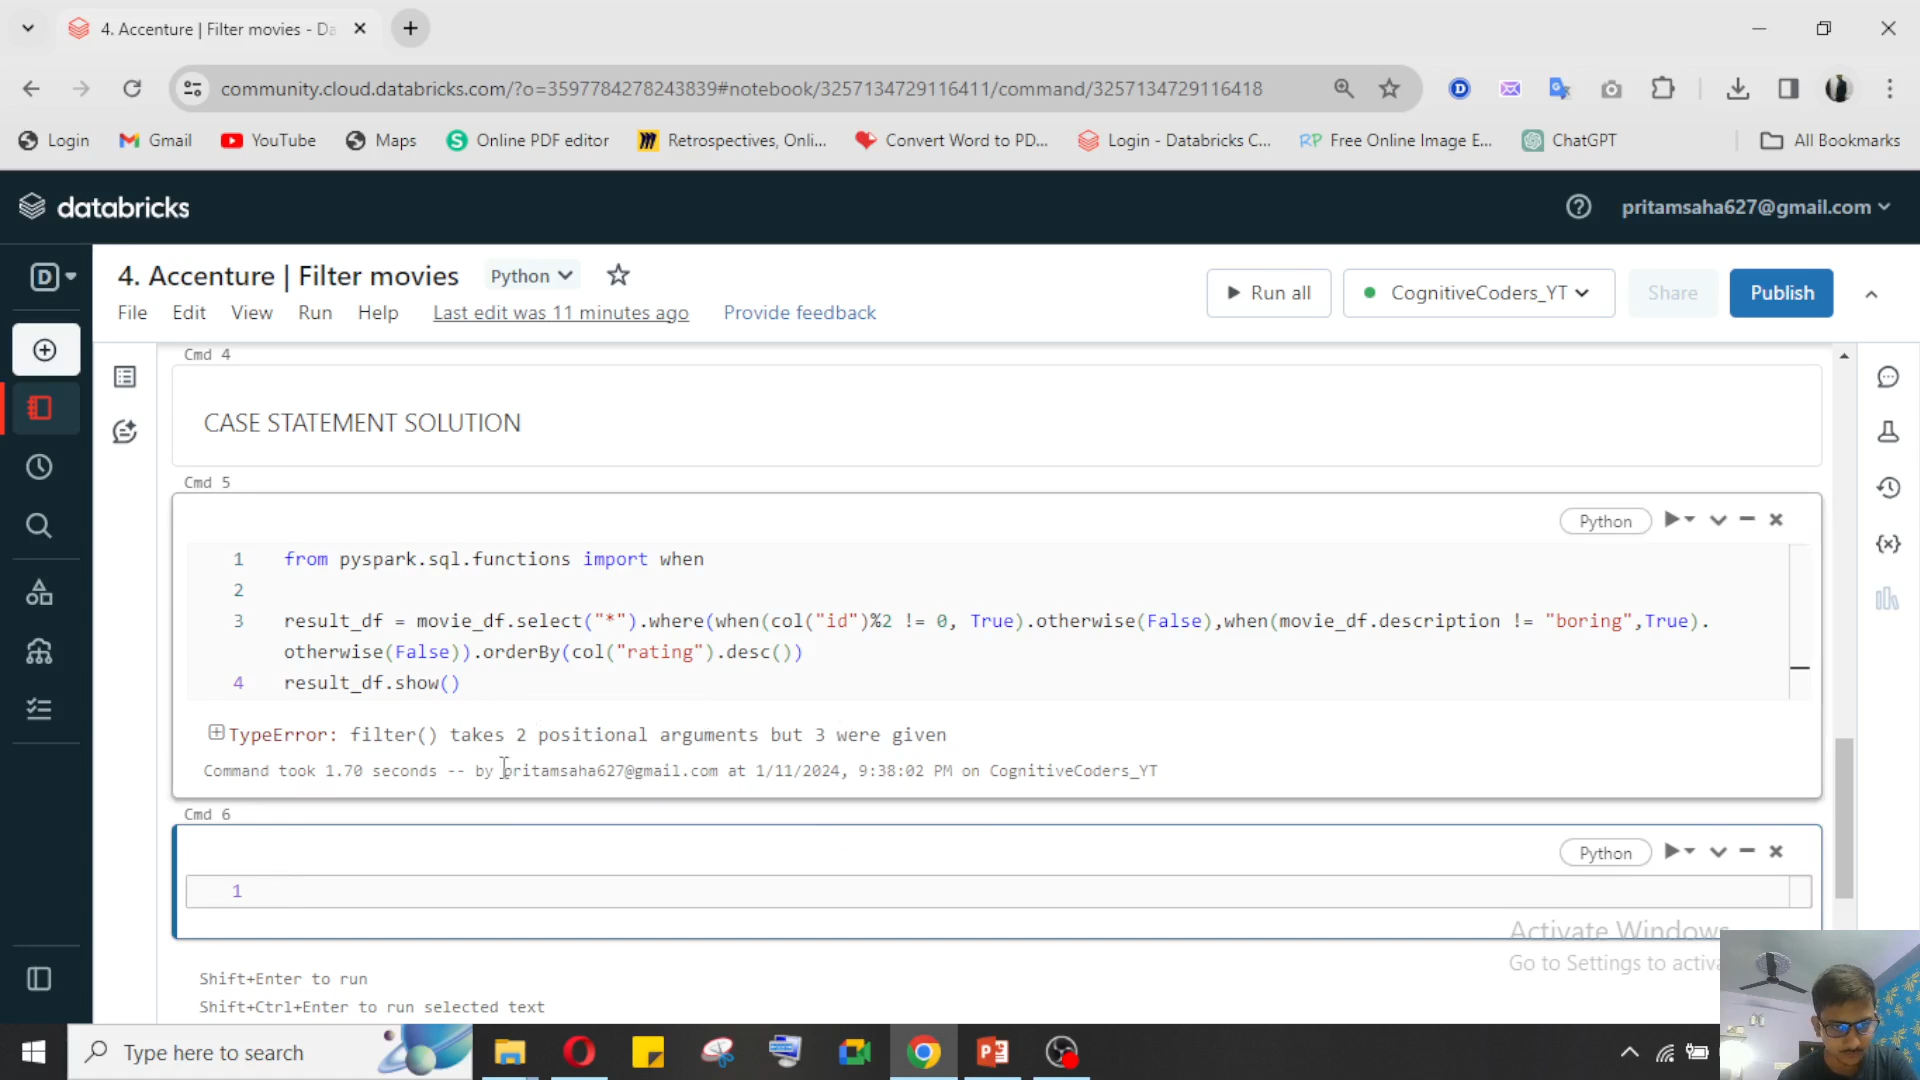 4. Accenture | Filter movies - Da
community.cloud.databricks.com/?o=3597784278243839#notebook/3257134729116411/command/3257134729116418
Login
Gmail
YouTube
Maps
Online PDF editor
Retrospectives, Onli...
Convert Word to PD...
Login - Databricks C...
RP Free Online Image E...
ChatGPT
All Bookmarks
databricks
pritamsaha627@gmail.com
D
4. Accenture | Filter movies
Python
Run all
CognitiveCoders_YT
Share
Publish
File Edit View Run Help Last edit was 11 minutes ago Provide feedback
Cmd 4
CASE STATEMENT SOLUTION
Cmd 5
Python
1 from pyspark.sql.functions import when
2
3 result_df = movie_df.select("*").where(when(col("id")%2 != 0, True).otherwise(False),when(movie_df.description != "boring",True).
otherwise(False)).orderBy(col("rating").desc())
4 result_df.show()
TypeError: filter() takes 2 positional arguments but 3 were given
Command took 1.70 seconds -- by pritamsaha627@gmail.com at 1/11/2024, 9:38:02 PM on CognitiveCoders_YT
Cmd 6
Python
1
Activate Windows
Go to Settings to activa
Shift+Enter to run
Shift+Ctrl+Enter to run selected text
Type here to search